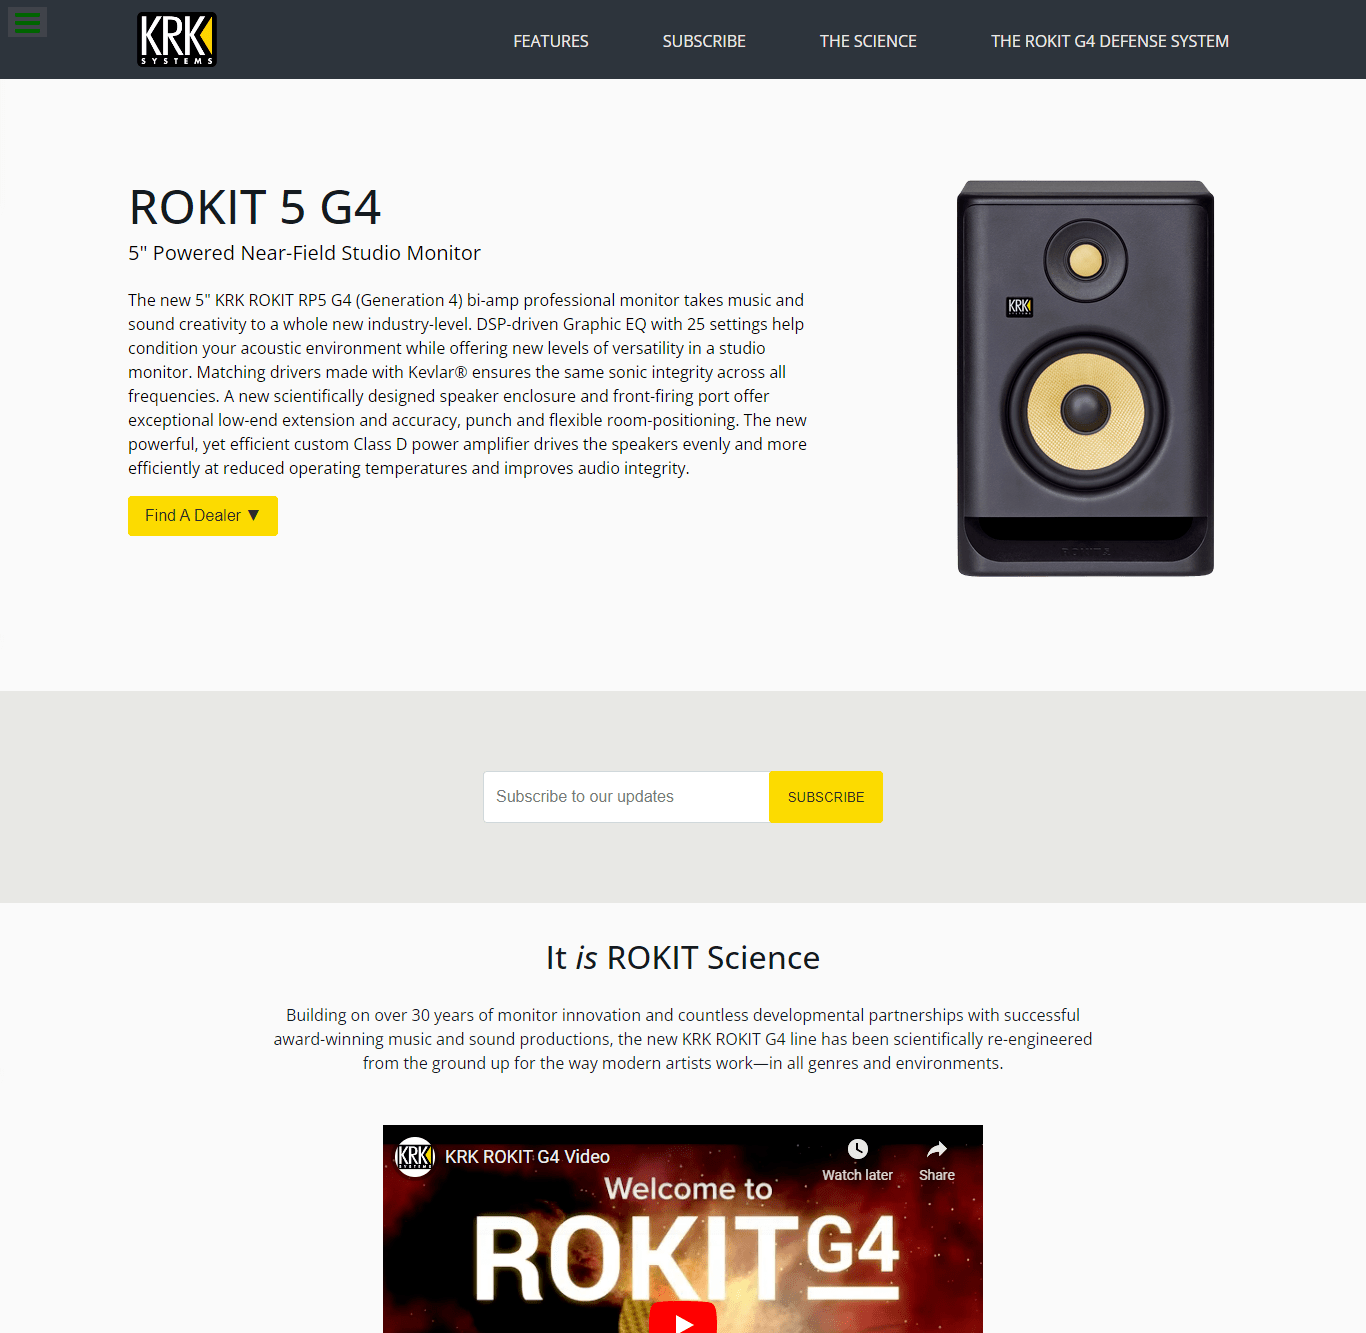 KRK
SYSTEMS
FEATURES
SUBSCRIBE
THE SCIENCE
THE ROKIT G4 DEFENSE SYSTEM
ROKIT 5 G4
5" Powered Near-Field Studio Monitor
The new 5" KRK ROKIT RP5 G4 (Generation 4) bi-amp professional monitor takes music and
sound creativity to a whole new industry-level. DSP-driven Graphic EQ with 25 settings help
condition your acoustic environment while offering new levels of versatility in a studio
monitor. Matching drivers made with Kevlar® ensures the same sonic integrity across all
frequencies. A new scientifically designed speaker enclosure and front-firing port offer
exceptional low-end extension and accuracy, punch and flexible room-positioning. The new
powerful, yet efficient custom Class D power amplifier drives the speakers evenly and more
efficiently at reduced operating temperatures and improves audio integrity.
Find A Dealer ▼
KRK
SYSTEMS
Subscribe to our updates
SUBSCRIBE
It is ROKIT Science
Building on over 30 years of monitor innovation and countless developmental partnerships with successful
award-winning music and sound productions, the new KRK ROKIT G4 line has been scientifically re-engineered
from the ground up for the way modern artists work—in all genres and environments.
KRK
SYSTEMS
KRK ROKIT G4 Video
Watch later
Share
Welcome to
ROKIT G4